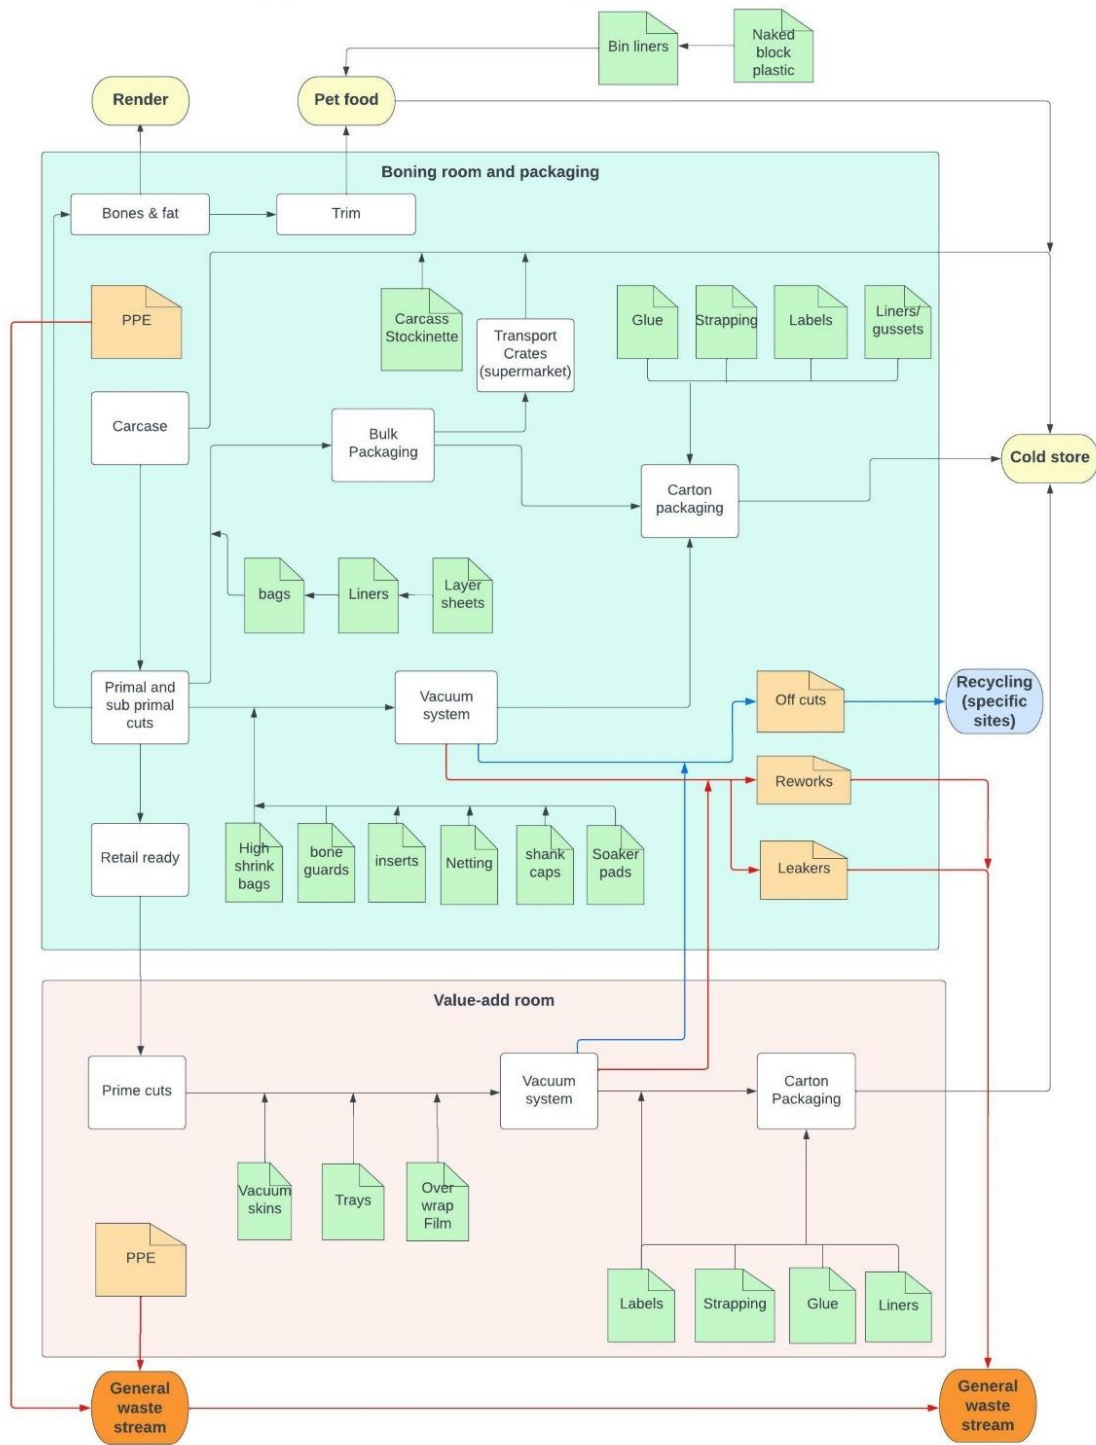 Bin liners
Naked
block
plastic
Render
Pet food
Boning room and packaging
Bones & fat
Trim
PPE
Carcass
Stockinette
Transport
Crates
(supermarket)
Glue
Strapping
Labels
Liners/
gussets
Carcase
Bulk
Packaging
Cold store
Carton
packaging
bags
Liners
Layer
sheets
Primal and
sub primal
cuts
Vacuum
system
Off cuts
Recycling
(specific
sites)
Reworks
Retail ready
High
shrink
bags
bone
guards
inserts
Netting
shank
caps
Soaker
pads
Leakers
Value-add room
Prime cuts
Vacuum
system
Carton
Packaging
Vacuum
skins
Trays
Over
wrap
Film
PPE
Labels
Strapping
Glue
Liners
General
waste
stream
General
waste
stream